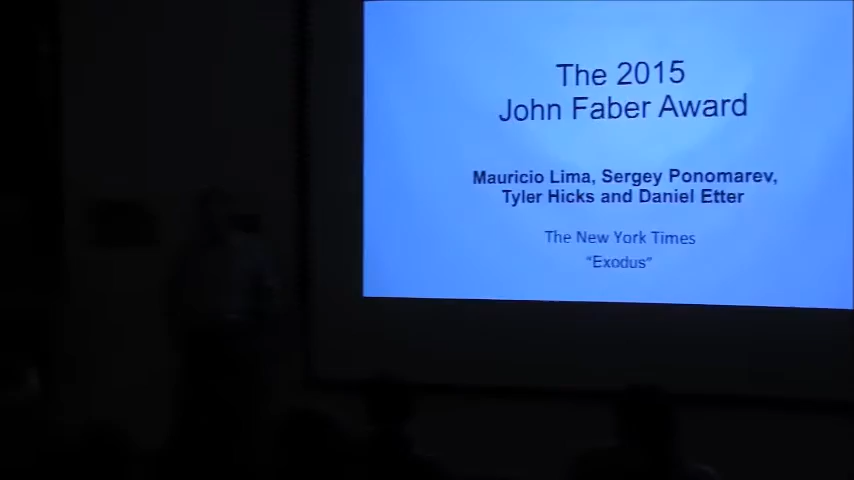 The 2015
John Faber Award
Mauricio Lima, Sergey Ponomarev,
Tyler Hicks and Daniel Etter
The New York Times
“Exodus”